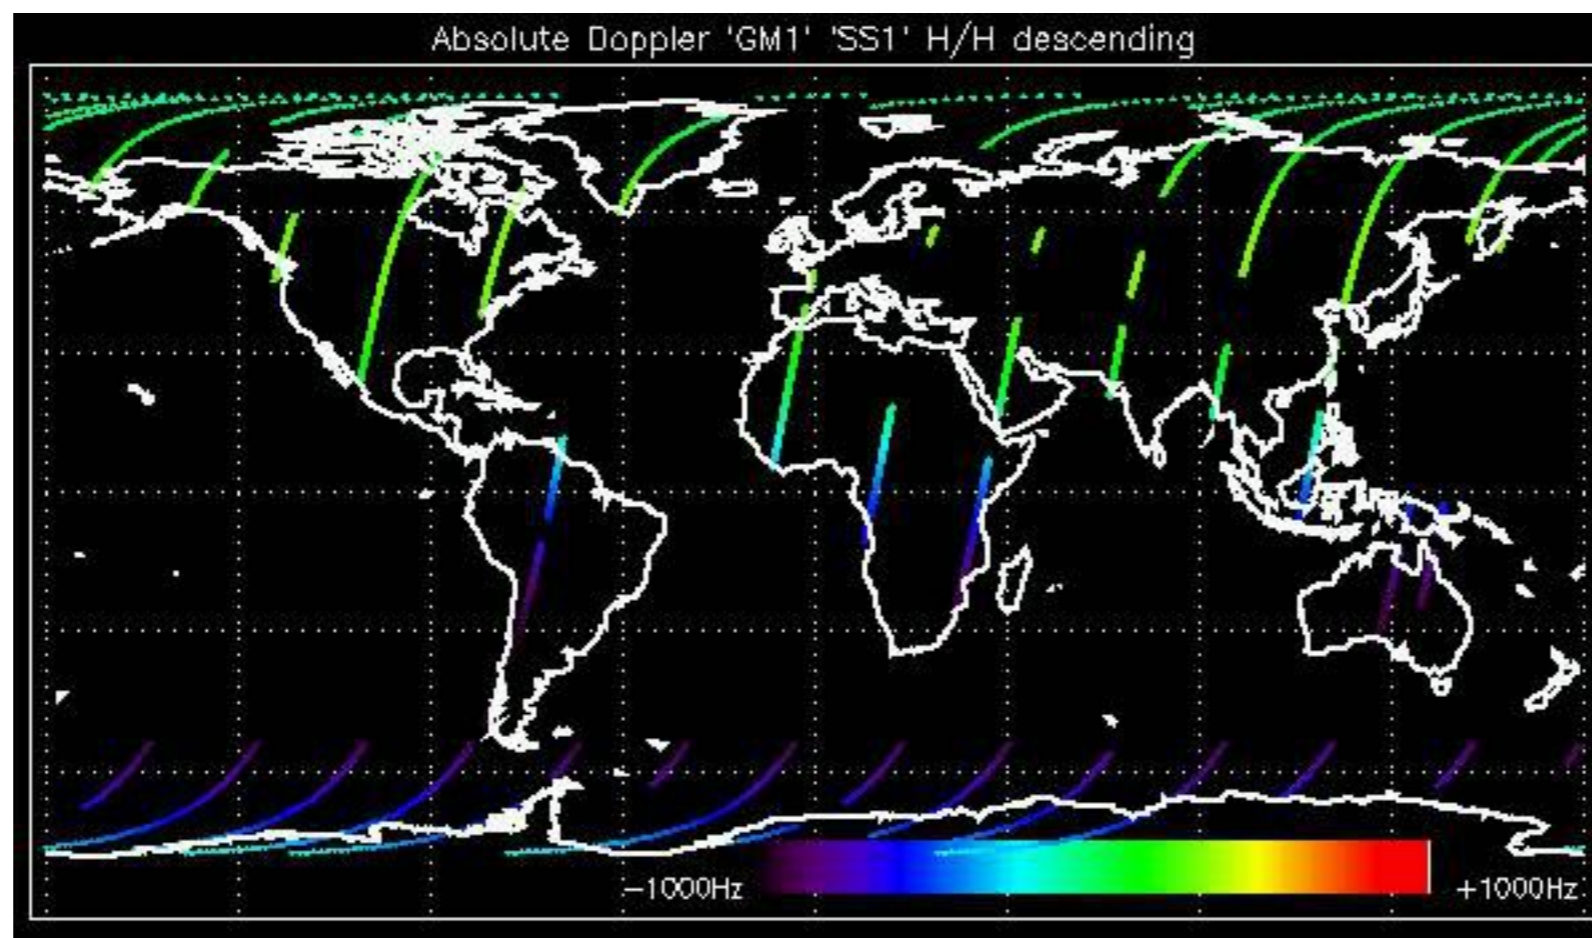 Absolute Doppler 'GM1' 'SS1' H/H descending
−1000Hz
+1000Hz